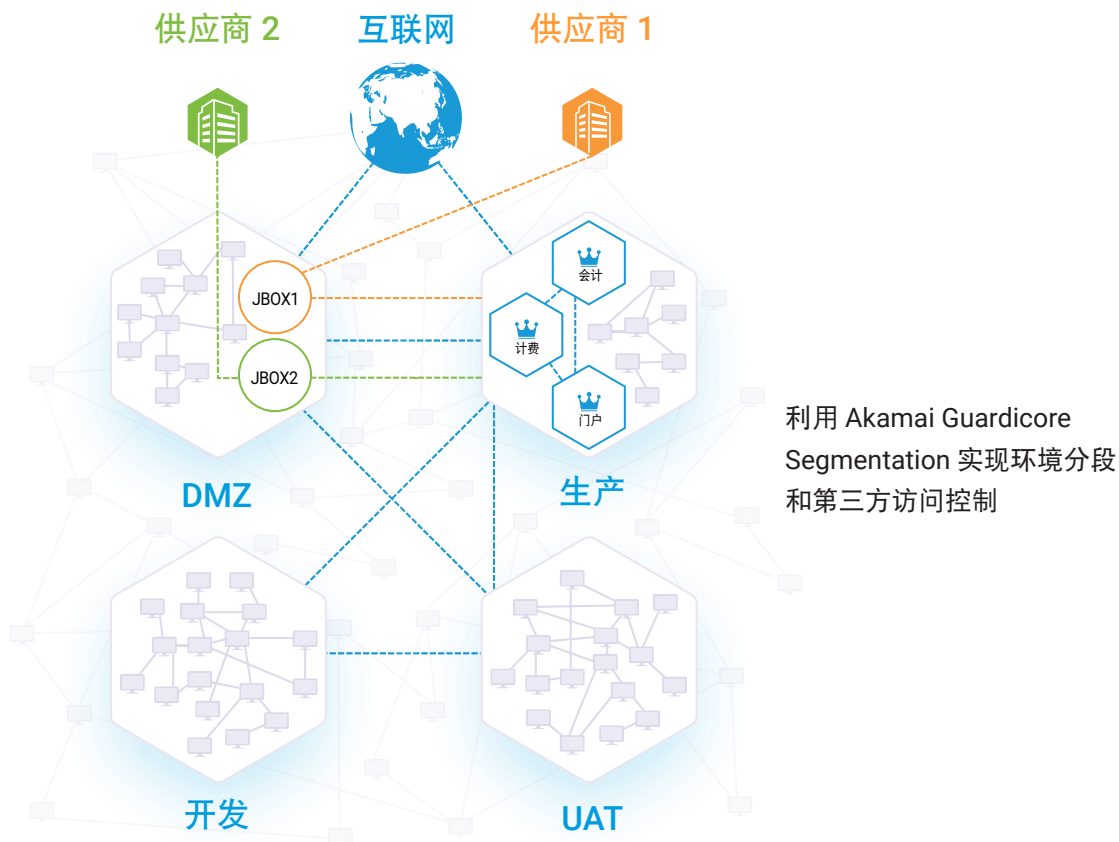 供应商 2
互联网
供应商 1
会计
JBOX1
计费
JBOX2
门户
利用 Akamai Guardicore
Segmentation 实现环境分段
和第三方访问控制
DMZ
生产
开发
UAT